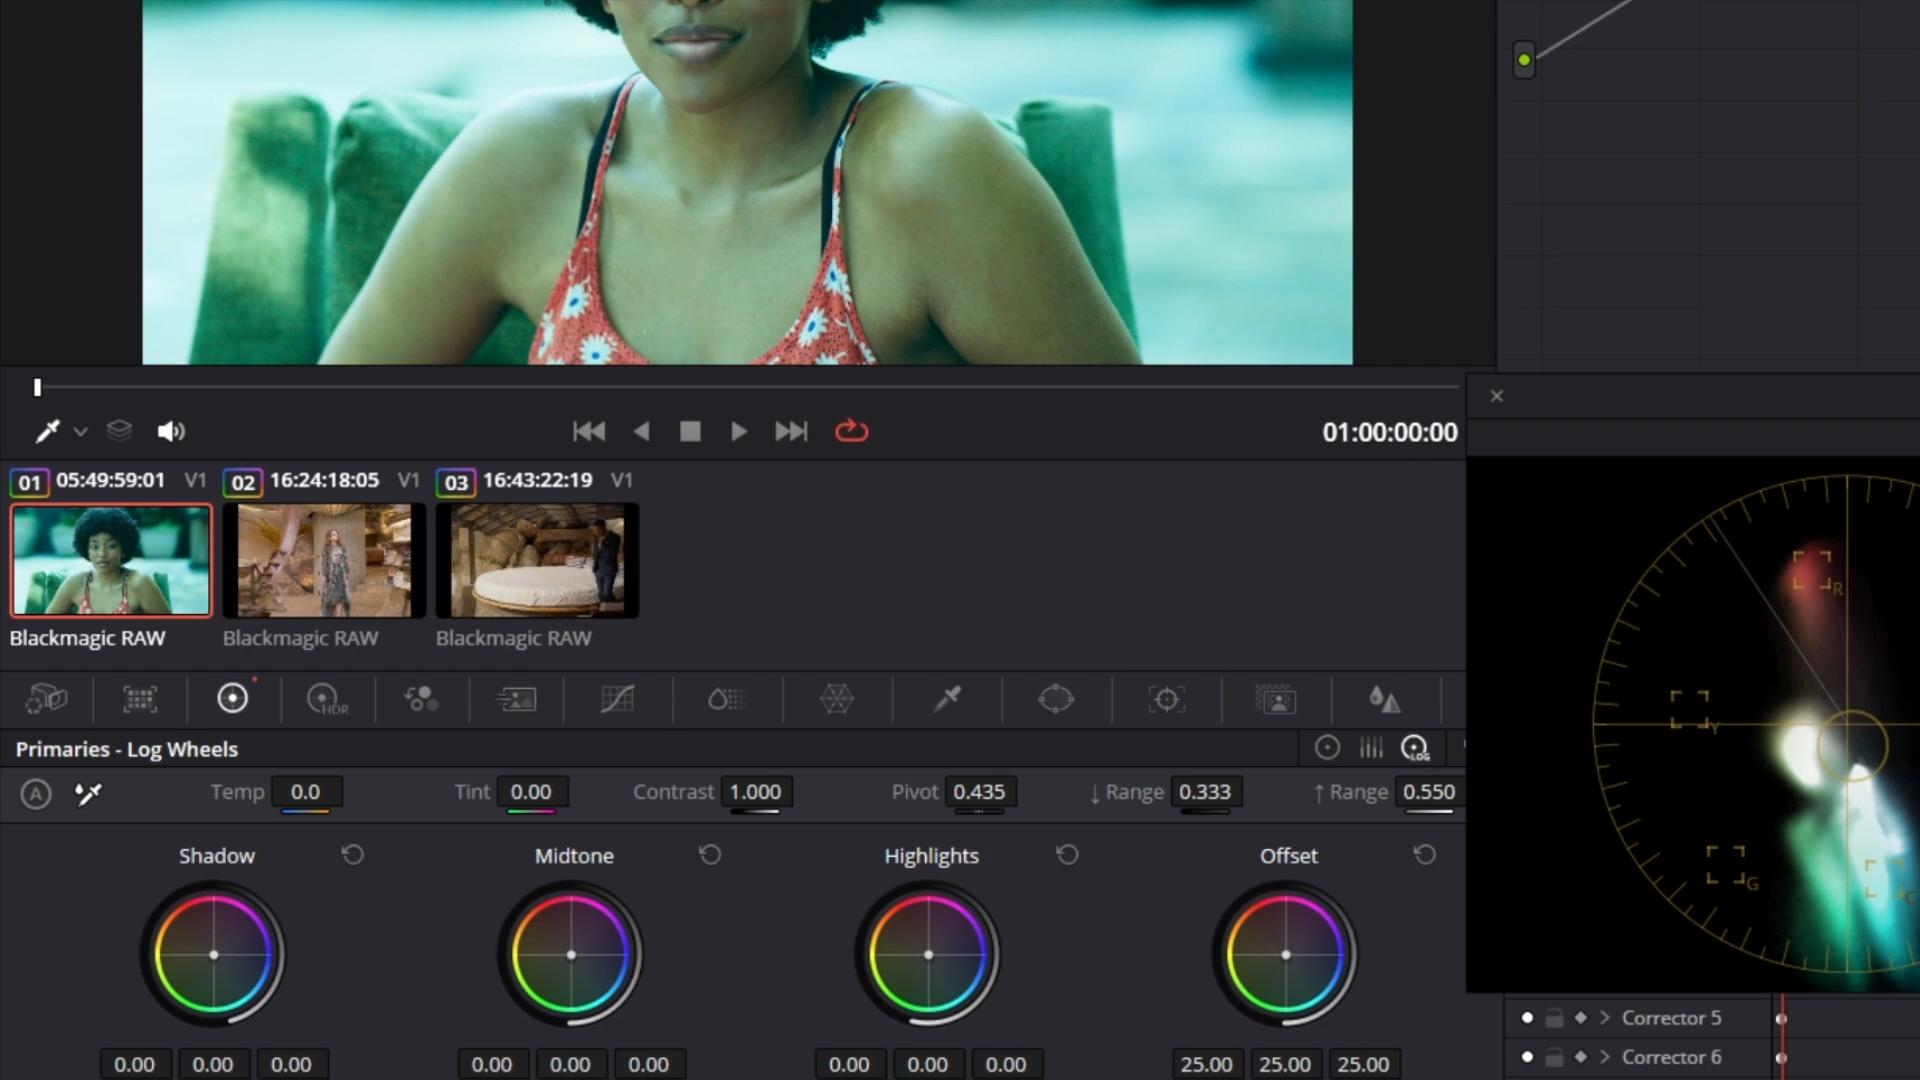 01:00:00:00
01 05:49:59:01 V1 02 16:24:18:05 V1 03 16:43:22:19 V1
Blackmagic RAW Blackmagic RAW Blackmagic RAW
HDR
Primaries - Log Wheels
LOG
A Temp 0.0 Tint 0.00 Contrast 1.000 Pivot 0.435 ↓ Range 0.333 ↑ Range 0.550
Shadow Midtone Highlights Offset
0.00 0.00 0.00 0.00 0.00 0.00 0.00 0.00 0.00 25.00 25.00 25.00
R
Y
G
C
Corrector 5
Corrector 6